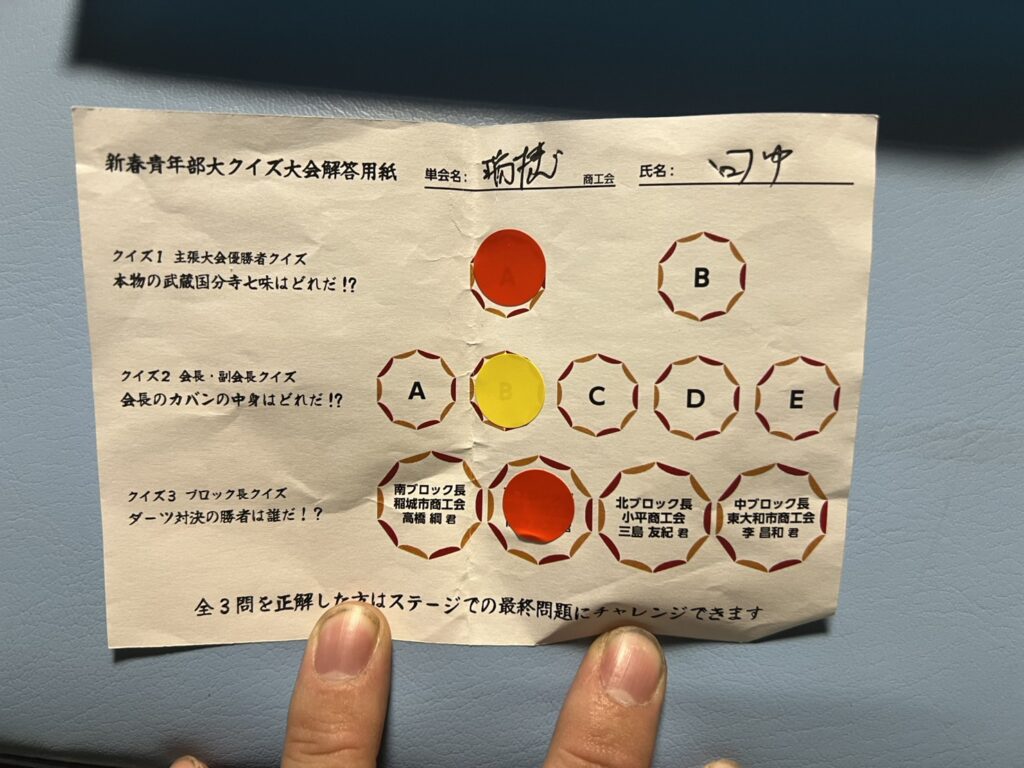 新春青年部大クイズ大会解答用紙 単会名: 瑞穂 商工会 氏名: 田中
クイズ1 主張大会優勝者クイズ
本物の武蔵国分寺七味はどれだ!?
A B
クイズ2 会長・副会長クイズ
会長のカバンの中身はどれだ!?
A B C D E
クイズ3 ブロック長クイズ
ダーツ対決の勝者は誰だ!?
南ブロック長
稲城市商工会
高橋 綱 君
北ブロック長
小平商工会
三島 友紀 君
中ブロック長
東大和市商工会
李 昌和 君
全3問を正解した方はステージでの最終問題にチャレンジできます